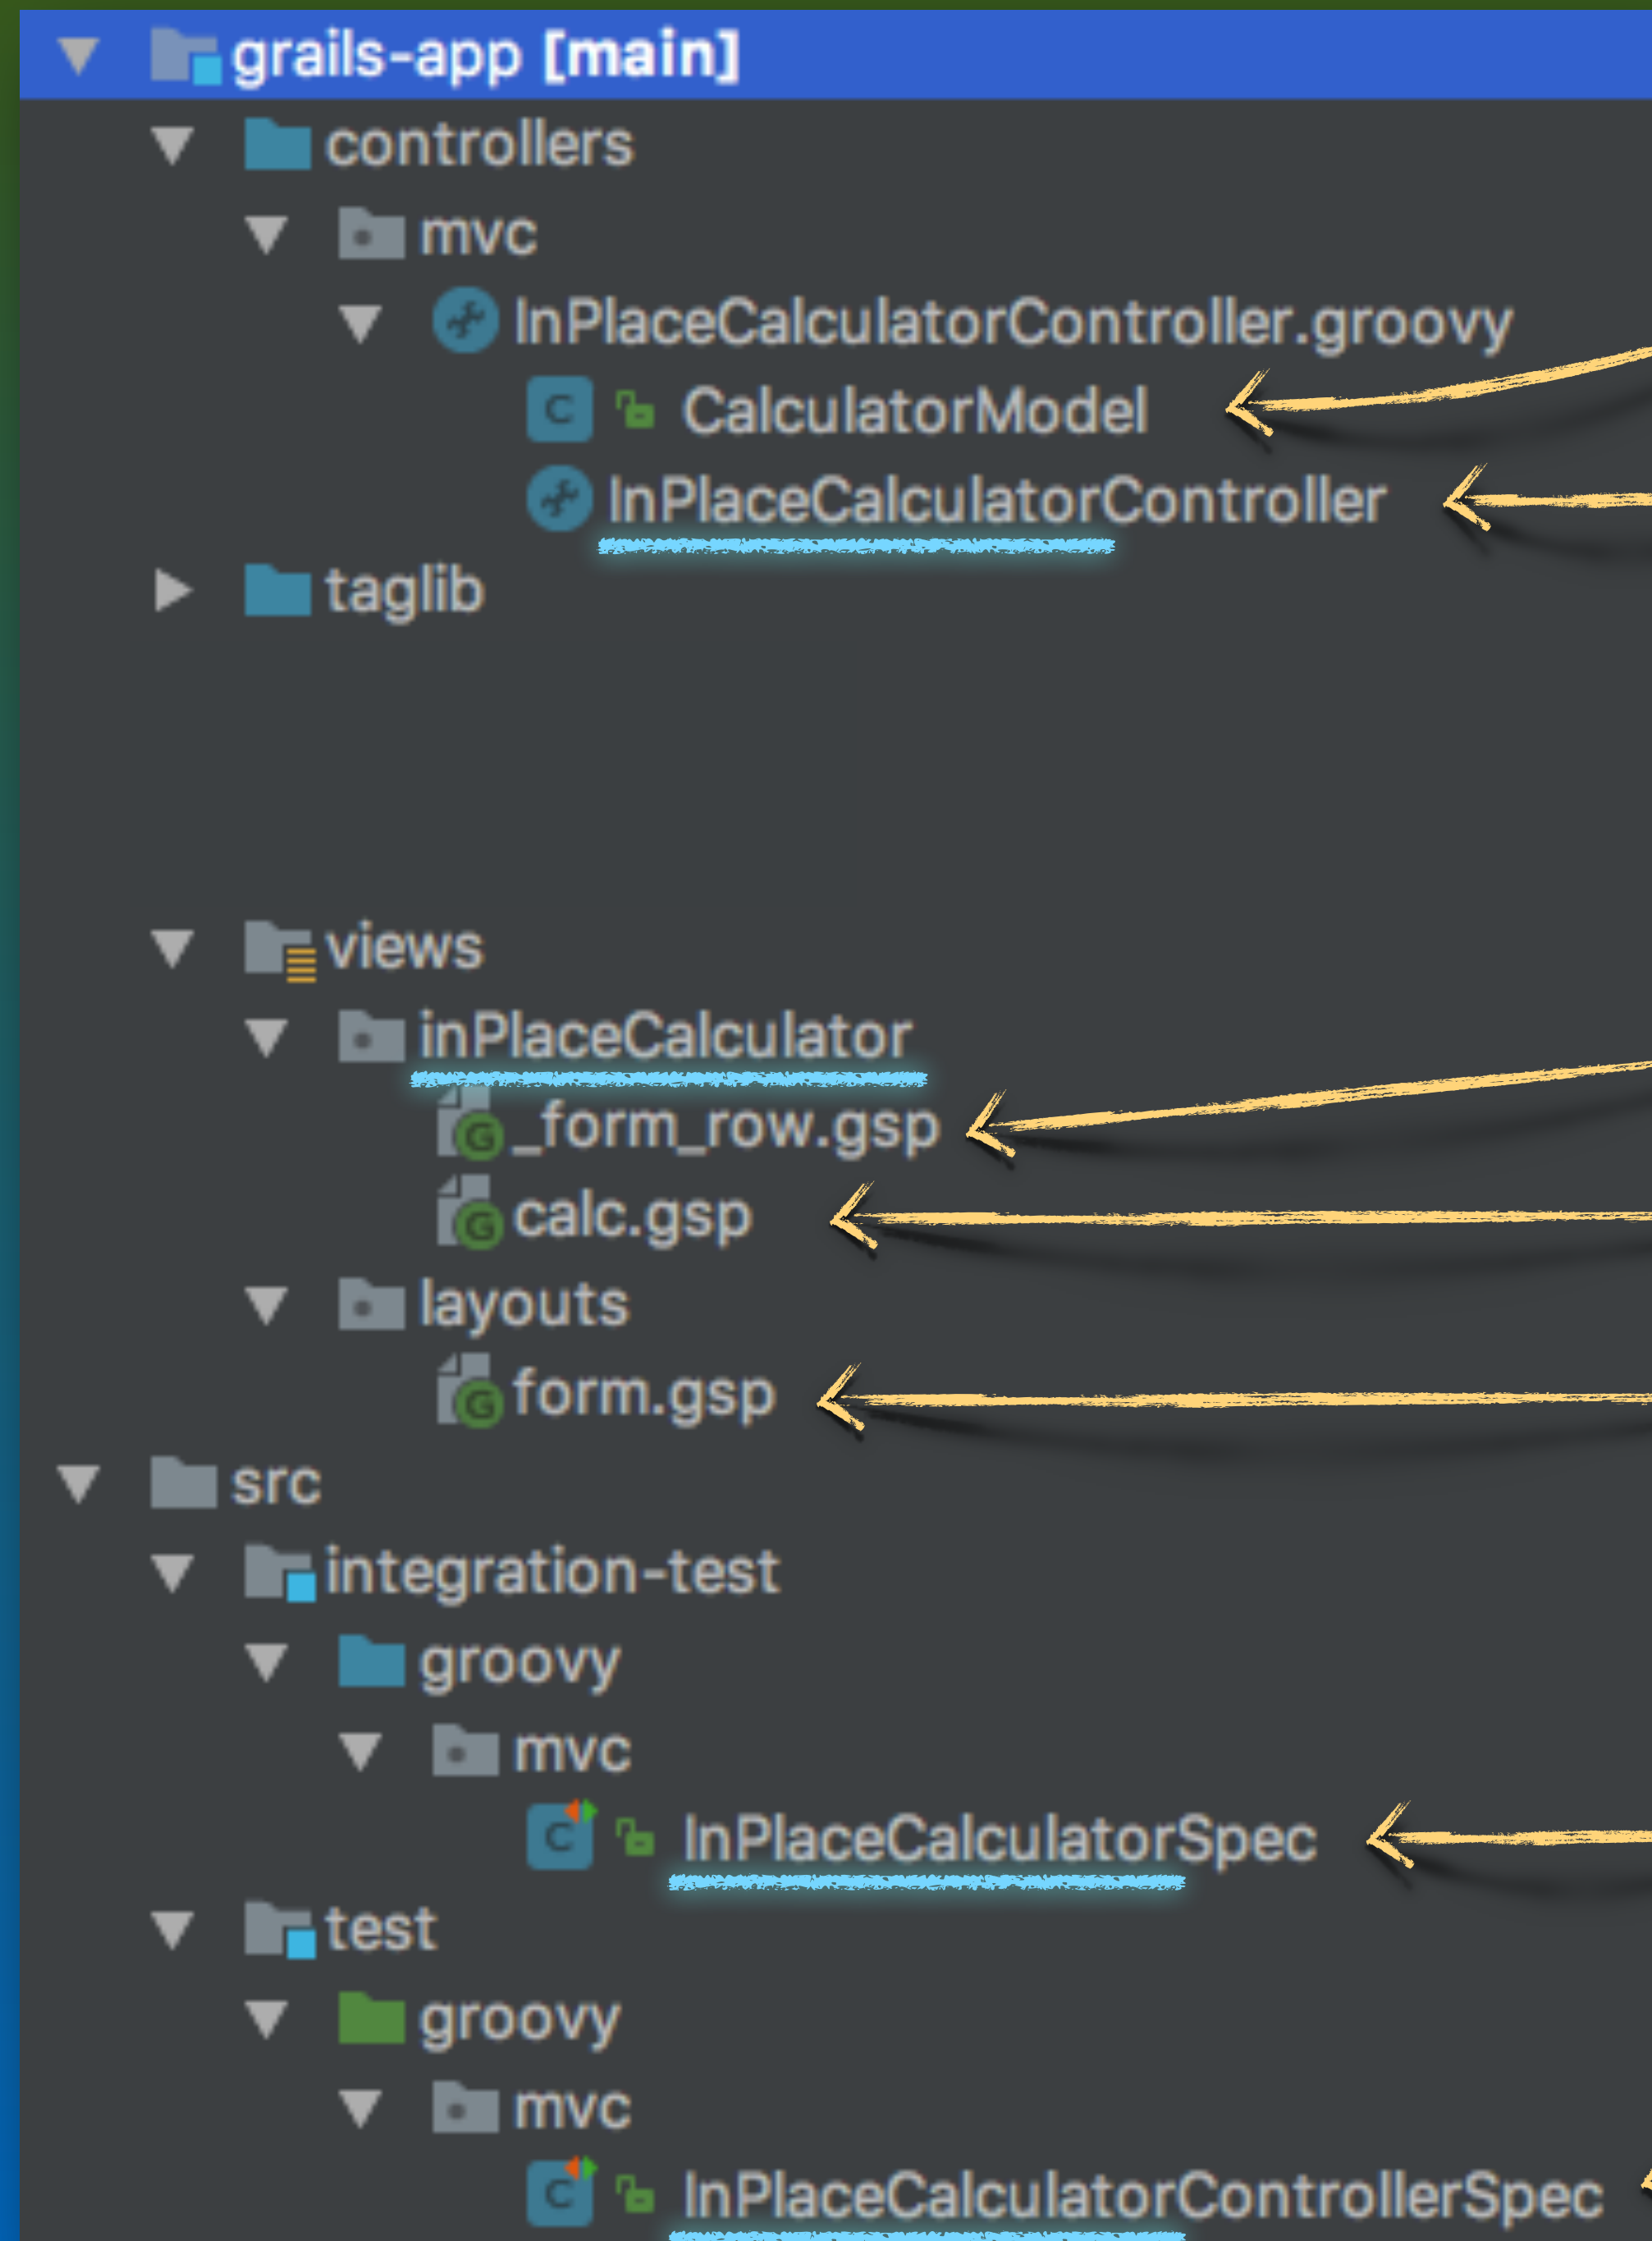 grails-app [main]
controllers
mvc
InPlaceCalculatorController.groovy
C CalculatorModel
InPlaceCalculatorController
taglib
views
inPlaceCalculator
G _form_row.gsp
G calc.gsp
layouts
G form.gsp
src
integration-test
groovy
mvc
C InPlaceCalculatorSpec
test
groovy
mvc
C InPlaceCalculatorControllerSpec